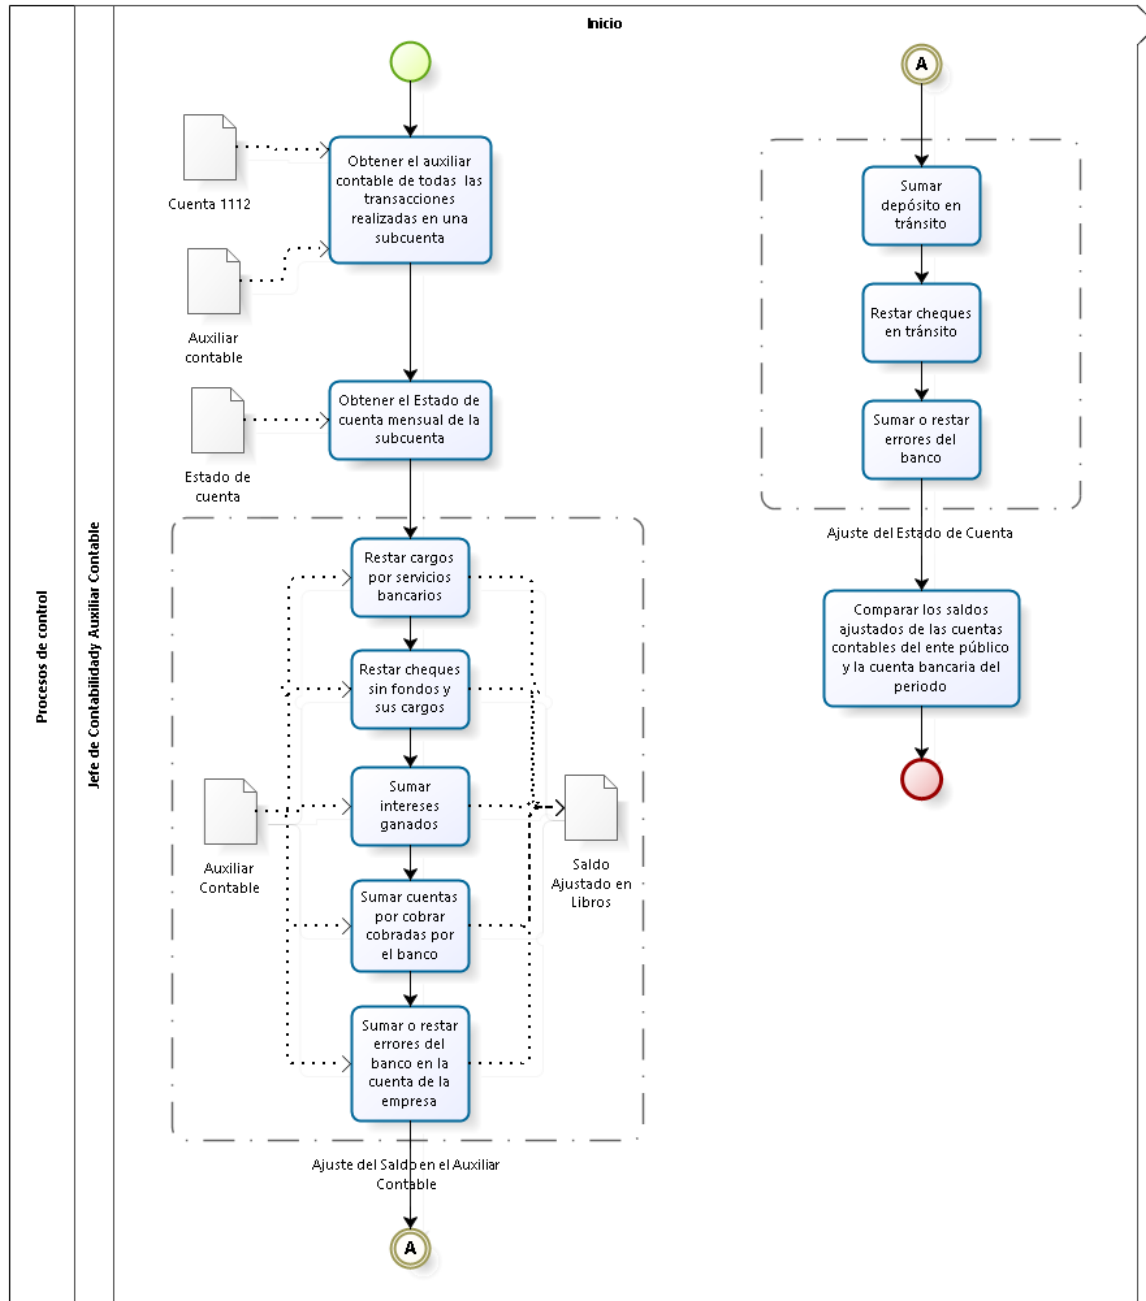 Inicio
Procesos de control
Jefe de Contabilidady Auxiliar Contable
Cuenta 1112
Auxiliar
contable
Obtener el auxiliar
contable de todas las
transacciones
realizadas en una
subcuenta
Estado de
cuenta
Obtener el Estado de
cuenta mensual de la
subcuenta
Restar cargos
por servicios
bancarios
Restar cheques
sin fondos y
sus cargos
Auxiliar
Contable
Sumar
intereses
ganados
Saldo
Ajustado en
Libros
Sumar cuentas
por cobrar
cobradas por
el banco
Sumar o restar
errores del
banco en la
cuenta de la
empresa
Ajuste del Saldo en el Auxiliar
Contable
A
A
Sumar
depósito en
tránsito
Restar cheques
en tránsito
Sumar o restar
errores del
banco
Ajuste del Estado de Cuenta
Comparar los saldos
ajustados de las cuentas
contables del ente público
y la cuenta bancaria del
periodo